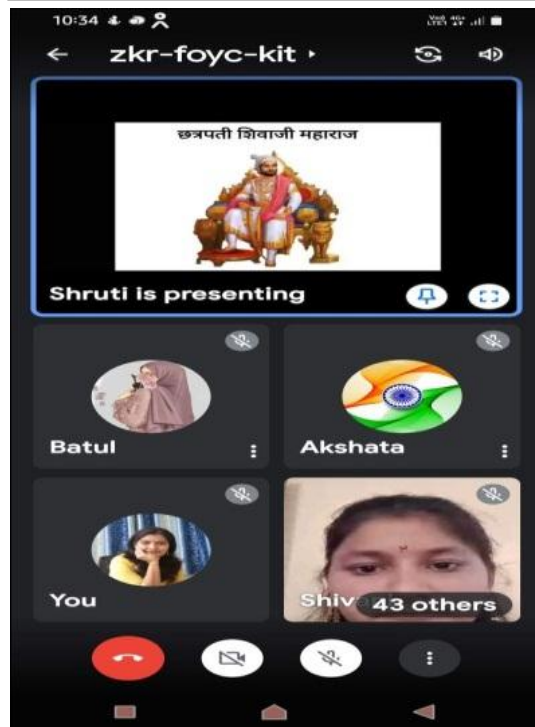 10:34
zkr-foyc-kit
छत्रपती शिवाजी महाराज
Shruti is presenting
Batul
Akshata
You
Shiv
43 others